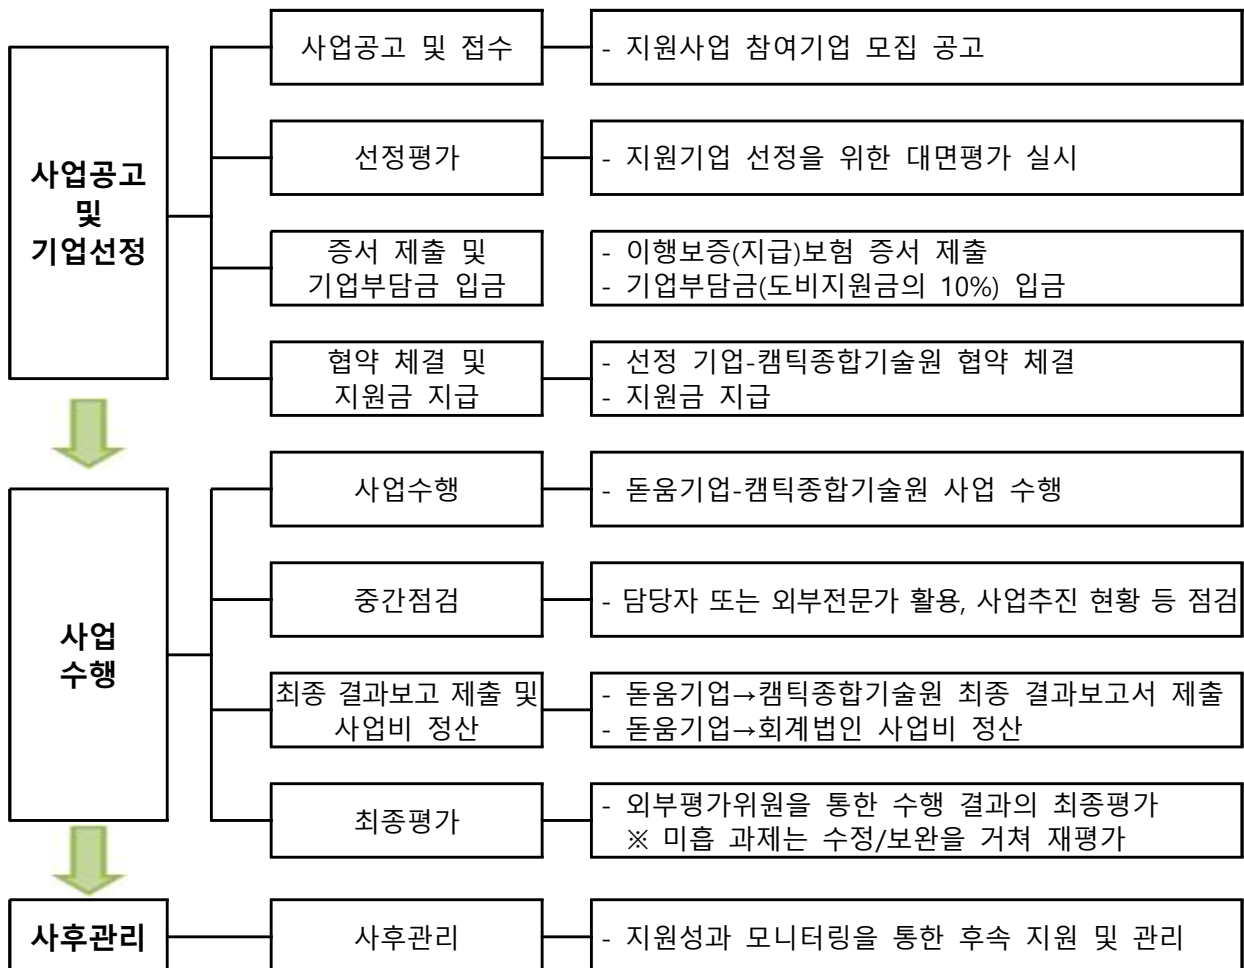 사업공고
및
기업선정
사업공고 및 접수
- 지원사업 참여기업 모집 공고
선정평가
- 지원기업 선정을 위한 대면평가 실시
증서 제출 및
기업부담금 입금
- 이행보증(지급)보험 증서 제출
- 기업부담금(도비지원금의 10%) 입금
협약 체결 및
지원금 지급
- 선정 기업-캠틱종합기술원 협약 체결
- 지원금 지급
사업
수행
사업수행
- 돋움기업-캠틱종합기술원 사업 수행
중간점검
- 담당자 또는 외부전문가 활용, 사업추진 현황 등 점검
최종 결과보고 제출 및
사업비 정산
- 돋움기업→캠틱종합기술원 최종 결과보고서 제출
- 돋움기업→회계법인 사업비 정산
최종평가
- 외부평가위원을 통한 수행 결과의 최종평가
※ 미흡 과제는 수정/보완을 거쳐 재평가
사후관리
사후관리
- 지원성과 모니터링을 통한 후속 지원 및 관리